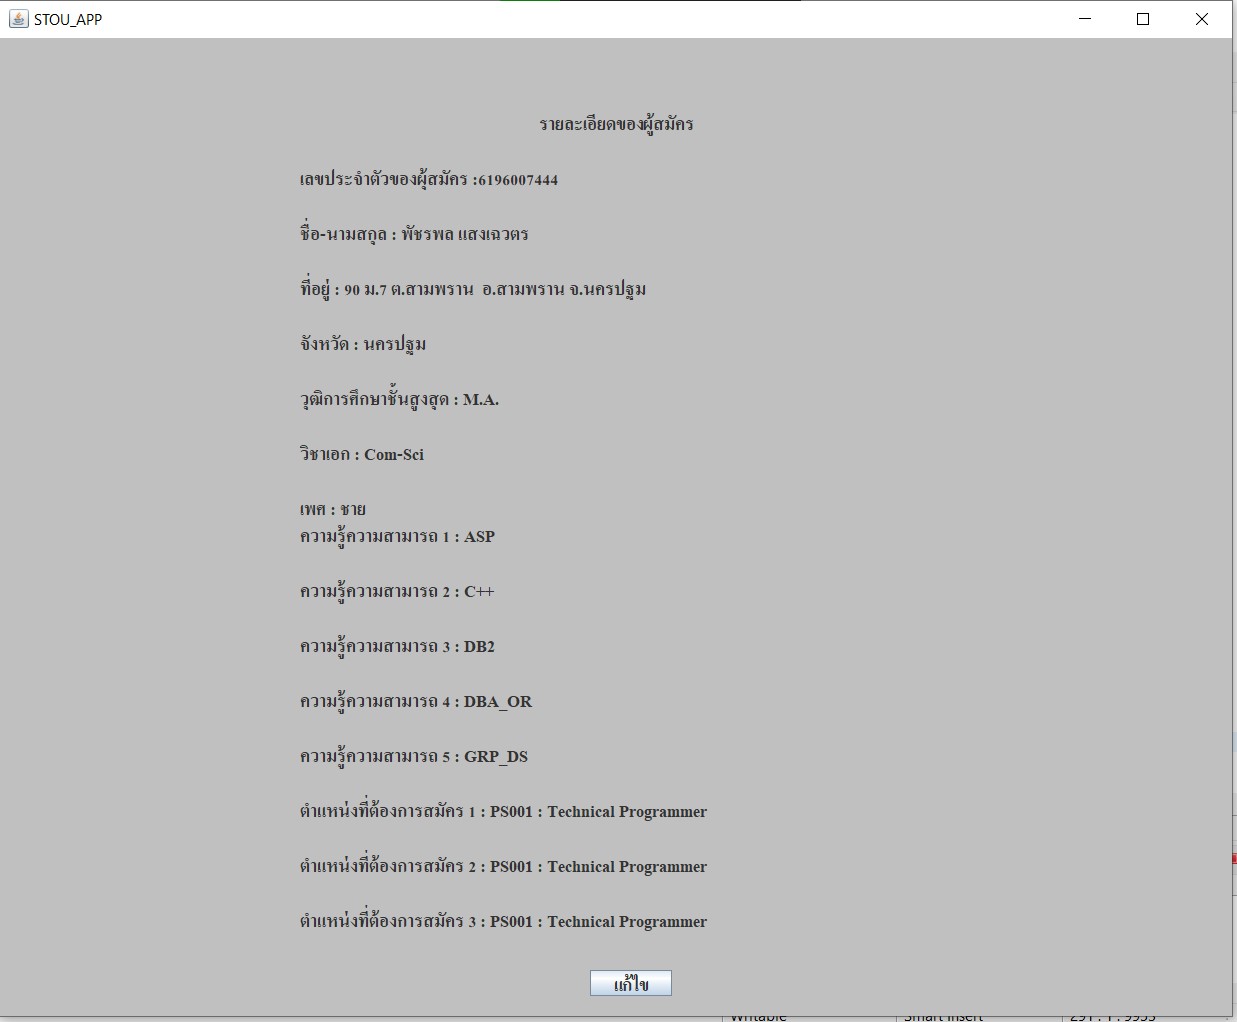 STOU_APP
รายละเอียดของผู้สมัคร
เลขประจำตัวของผุ้สมัคร :6196007444
ชื่อ-นามสกุล : พัชรพล แสงเฉวตร
ที่อยู่ : 90 ม.7 ต.สามพราน  อ.สามพราน จ.นครปฐม
จังหวัด : นครปฐม
วุฒิการศึกษาชั้นสูงสุด : M.A.
วิชาเอก : Com-Sci
เพศ : ชาย
ความรู้ความสามารถ 1 : ASP
ความรู้ความสามารถ 2 : C++
ความรู้ความสามารถ 3 : DB2
ความรู้ความสามารถ 4 : DBA_OR
ความรู้ความสามารถ 5 : GRP_DS
ตำแหน่งที่ต้องการสมัคร 1 : PS001 : Technical Programmer
ตำแหน่งที่ต้องการสมัคร 2 : PS001 : Technical Programmer
ตำแหน่งที่ต้องการสมัคร 3 : PS001 : Technical Programmer
แก้ไข
Writable Smart Insert